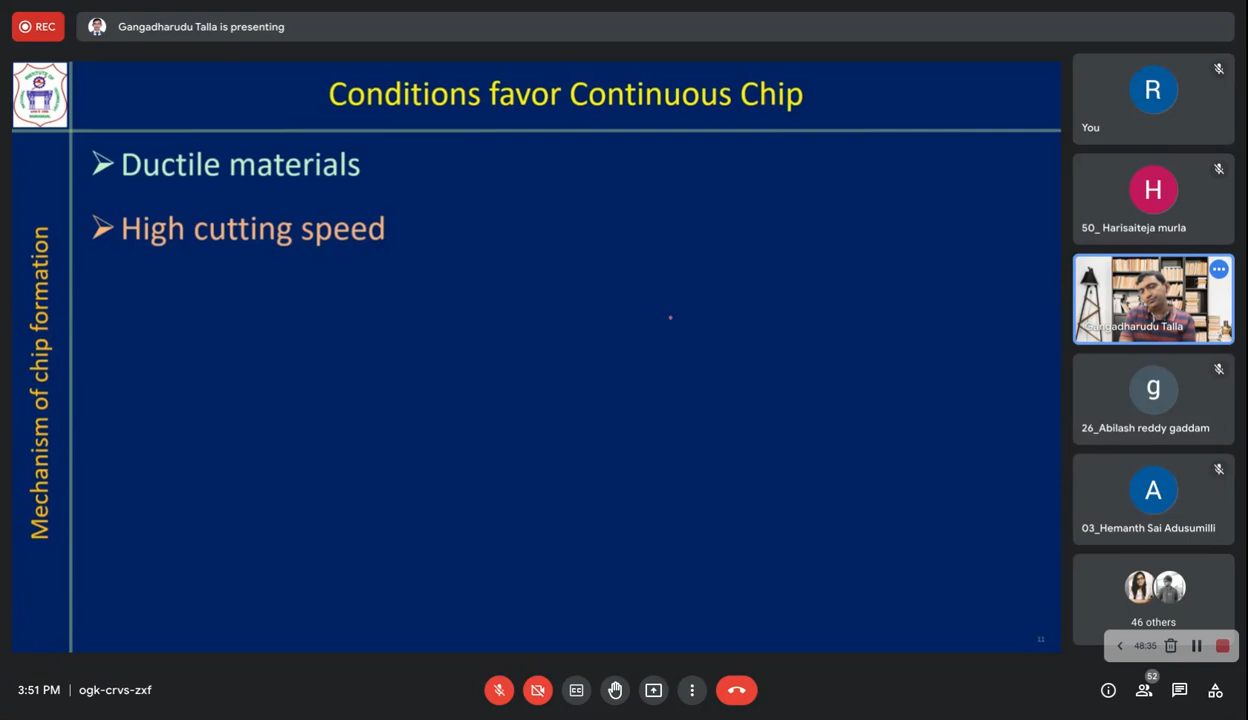 REC
Gangadharudu Talla is presenting
Conditions favor Continuous Chip
Ductile materials
High cutting speed
Mechanism of chip formation
11
R
You
H
50_ Harisaiteja murla
Gangadharudu Talla
g
26_Abilash reddy gaddam
A
03_Hemanth Sai Adusumilli
46 others
48:35
3:51 PM | ogk-crvs-zxf
52